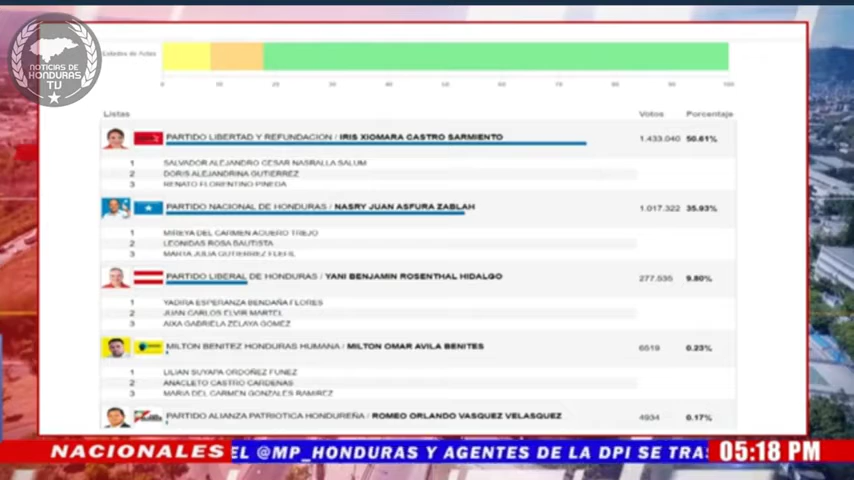 NOTICIAS DE
HONDURAS
TV
Estados de Actas
0 10 20 30 40 50 60 70 80 90 100
Listas Votos Porcentaje
PARTIDO LIBERTAD Y REFUNDACION / IRIS XIOMARA CASTRO SARMIENTO 1.433.040 50.61%
1 SALVADOR ALEJANDRO CESAR NASRALLA SALUM
2 DORIS ALEJANDRINA GUTIERREZ
3 RENATO FLORENTINO PINEDA
PARTIDO NACIONAL DE HONDURAS / NASRY JUAN ASFURA ZABLAH 1.017.322 35.93%
1 MIREYA DEL CARMEN AGUERO TREJO
2 LEONIDAS ROSA BAUTISTA
3 MARTA JULIA GUTIERREZ
PARTIDO LIBERAL DE HONDURAS / YANI BENJAMIN ROSENTHAL HIDALGO 277.535 9.80%
1 YADIRA ESPERANZA BENDAÑA FLORES
2 JUAN CARLOS ELVIR MARTEL
3 AIXA GABRIELA ZELAYA GOMEZ
MILTON BENITEZ HONDURAS HUMANA / MILTON OMAR AVILA BENITES 6519 0.23%
1 LILIAN SUYAPA ORDOÑEZ FUNEZ
2 ANACLETO CASTRO CARDENAS
3 MARIA DEL CARMEN GONZALES RAMIREZ
PARTIDO ALIANZA PATRIOTICA HONDUREÑA / ROMEO ORLANDO VASQUEZ VELASQUEZ 4934 0.17%
NACIONALES EL @MP_HONDURAS Y AGENTES DE LA DPI SE TRAS 05:18 PM